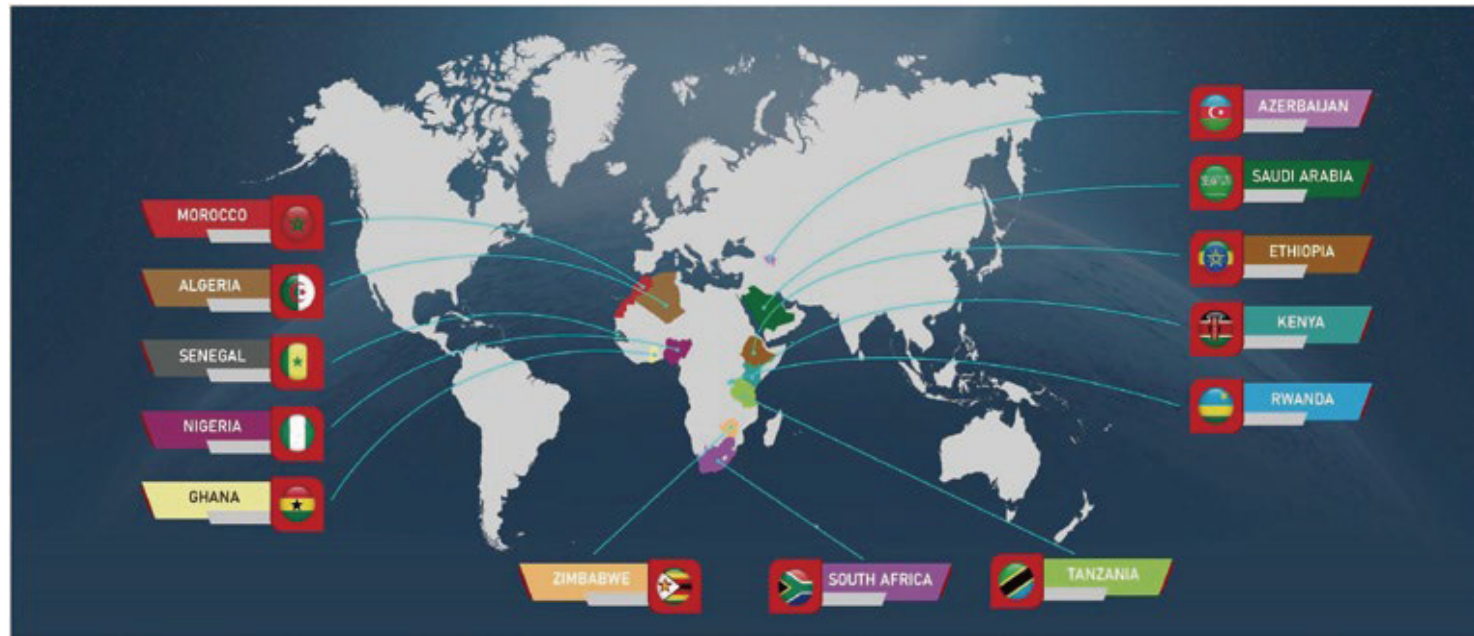 MOROCCO
ALGERIA
SENEGAL
NIGERIA
GHANA
ZIMBABWE
SOUTH AFRICA
TANZANIA
AZERBAIJAN
SAUDI ARABIA
ETHIOPIA
KENYA
RWANDA